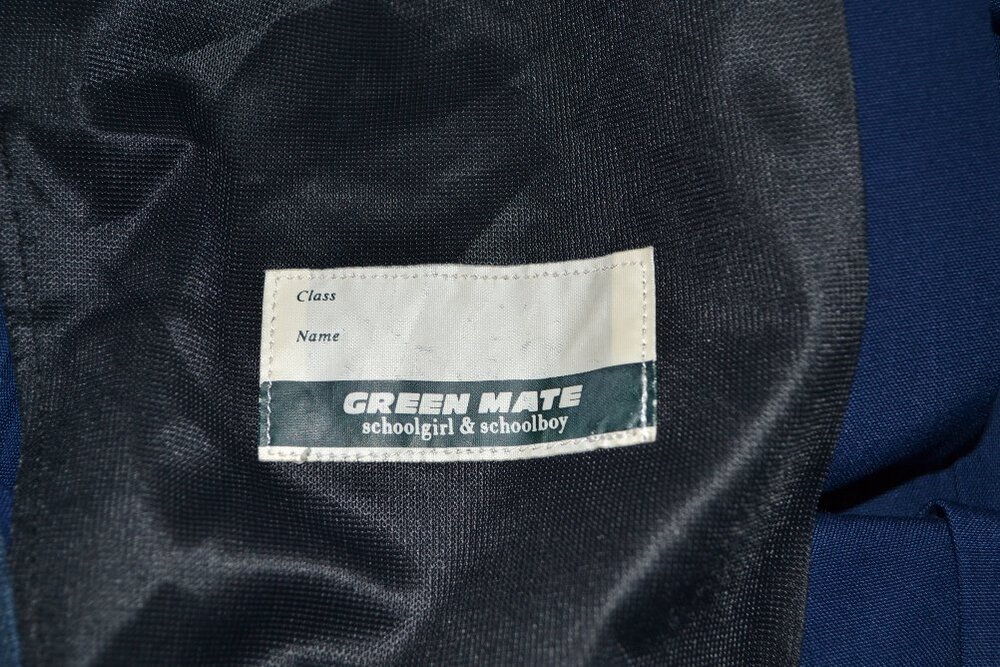 Class
Name
GREEN MATE
schoolgirl & schoolboy